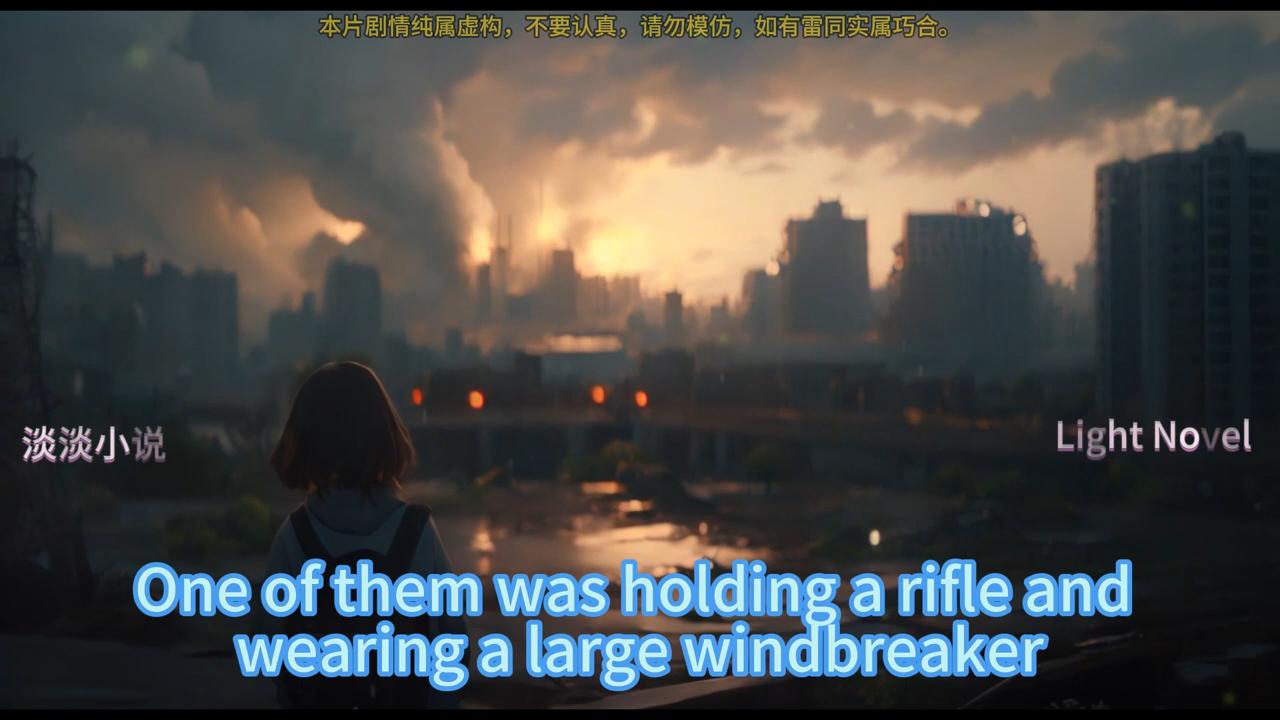 本片剧情纯属虚构，不要认真，请勿模仿，如有雷同实属巧合。
淡淡小说
Light Novel
One of them was holding a rifle and
wearing a large windbreaker